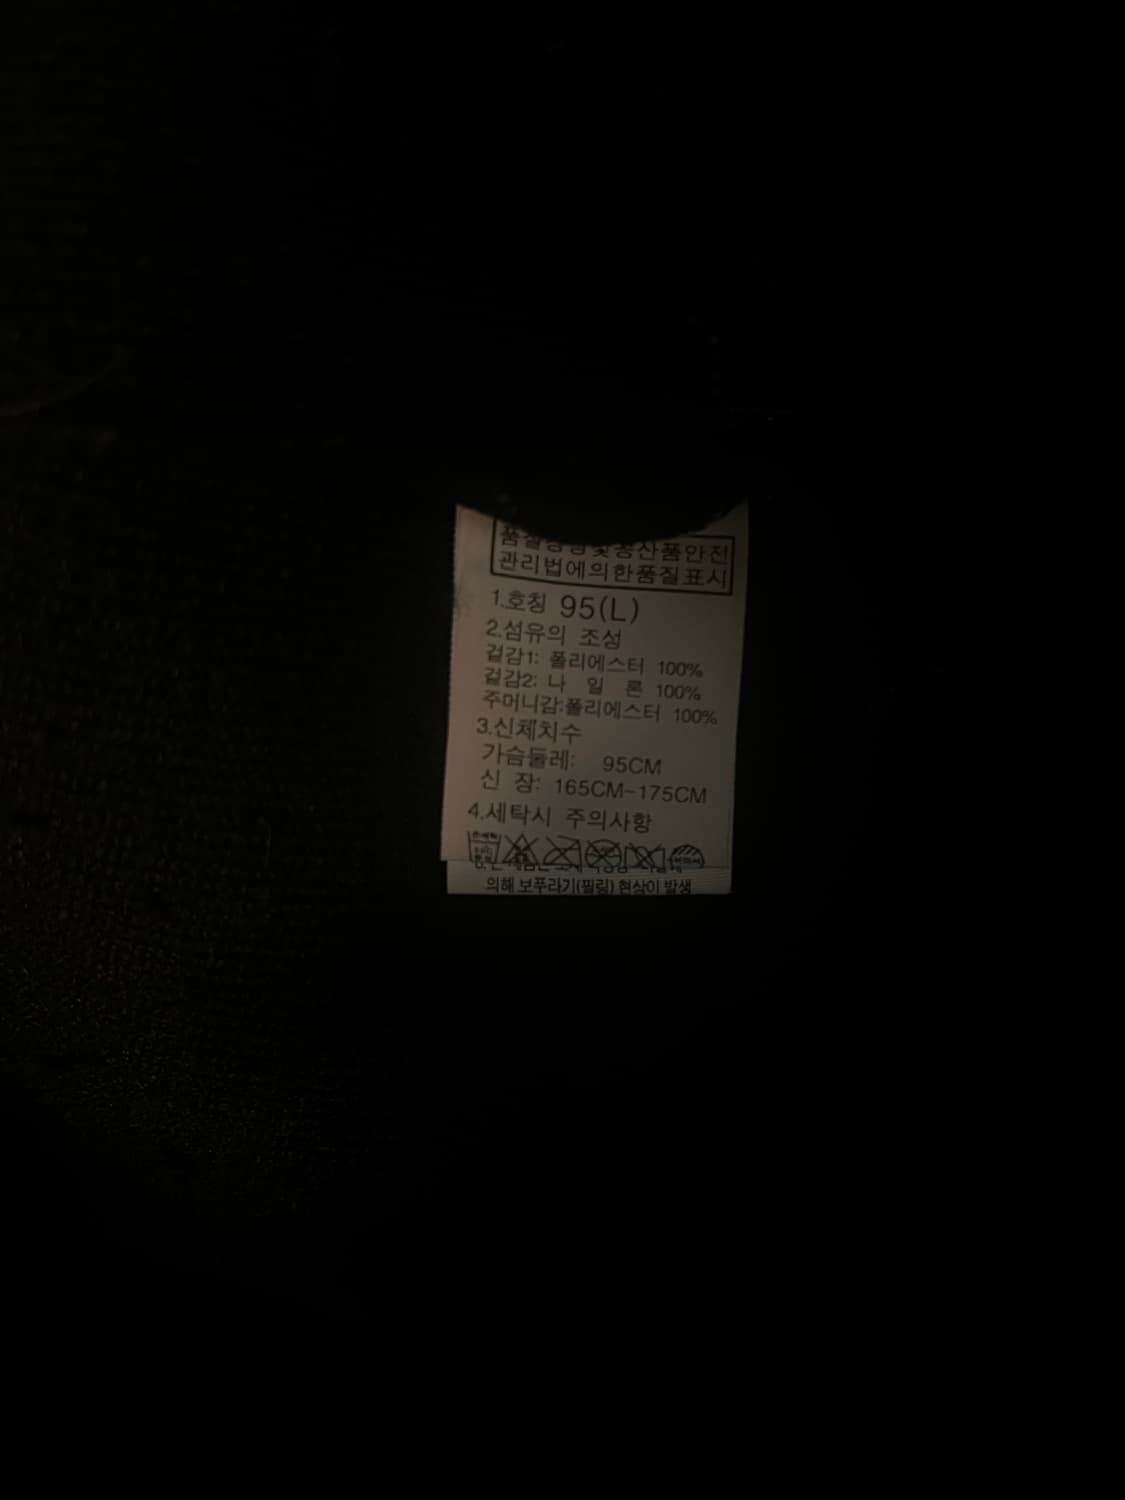 관리법에의한품질표시
1.호칭 95(L)
2.섬유의 조성
겉감1: 폴리에스터 100%
겉감2: 나 일 론 100%
주머니감:폴리에스터 100%
3.신체치수
가슴둘레: 95CM
신 장: 165CM~175CM
4.세탁시 주의사항
의해 보푸라기(필링) 현상이 발생